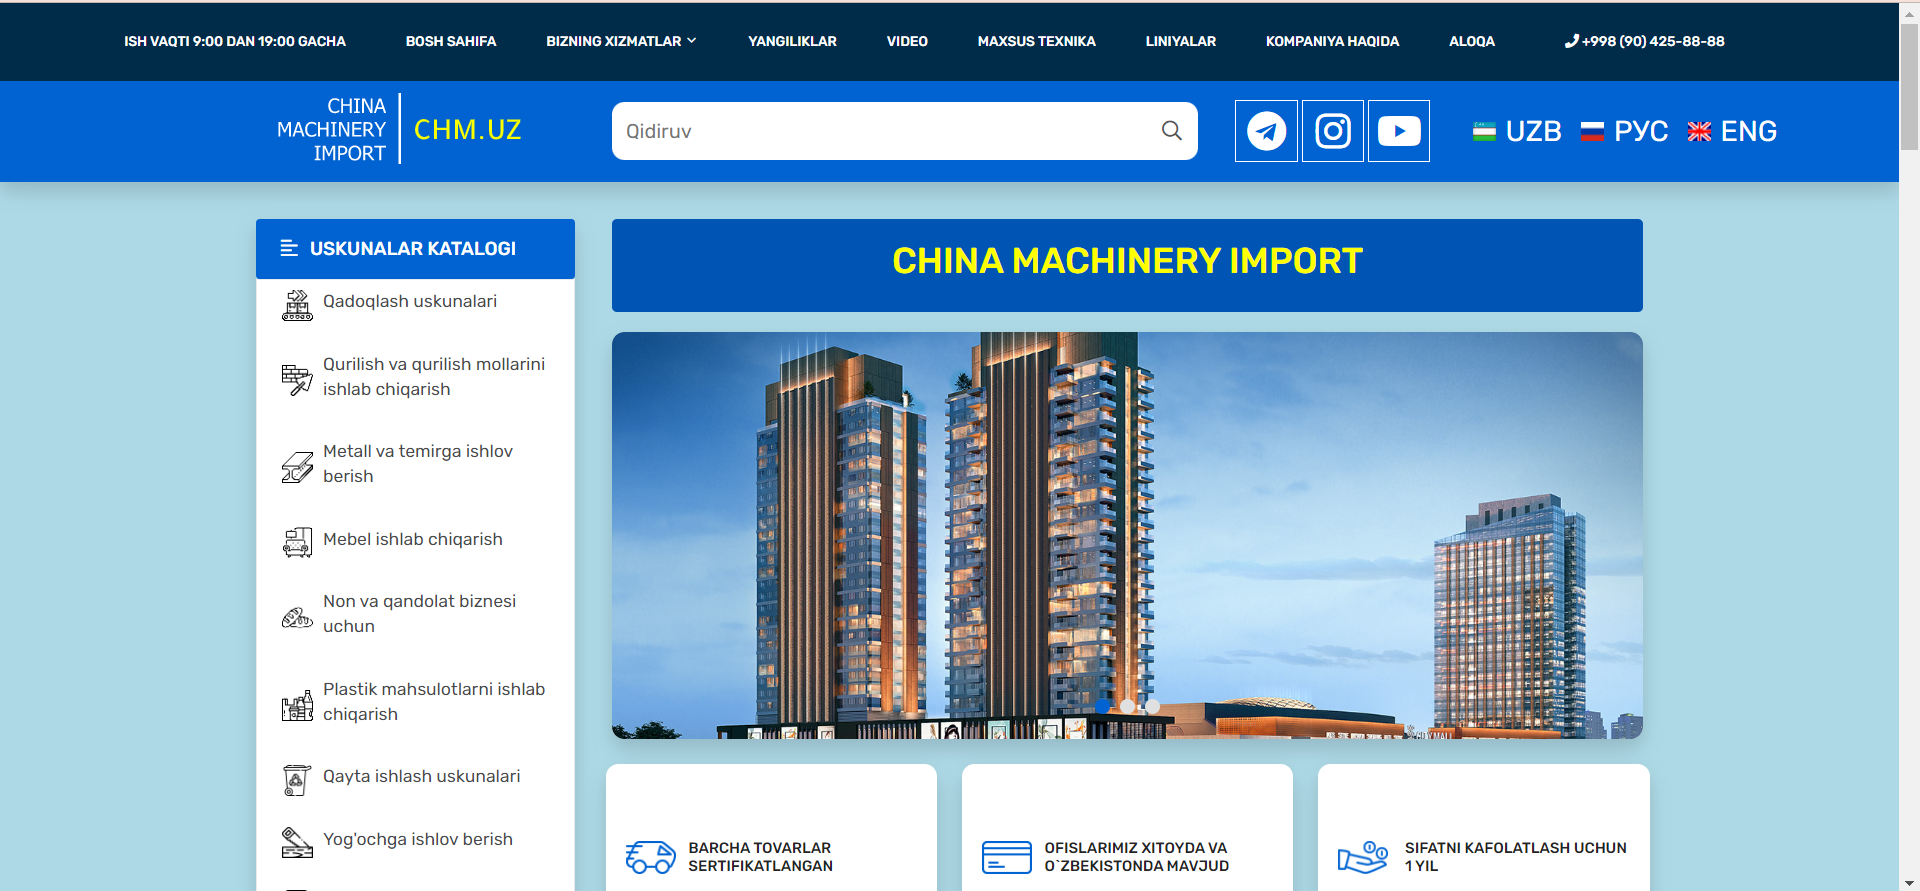 ISH VAQTI 9:00 DAN 19:00 GACHA
BOSH SAHIFA
BIZNING XIZMATLAR
YANGILIKLAR
VIDEO
MAXSUS TEXNIKA
LINIYALAR
KOMPANIYA HAQIDA
ALOQA
+998 (90) 425-88-88
CHINA
MACHINERY
IMPORT
CHM.UZ
Qidiruv
UZB
РУС
ENG
USKUNALAR KATALOGI
Qadoqlash uskunalari
Qurilish va qurilish mollarini
ishlab chiqarish
Metall va temirga ishlov
berish
Mebel ishlab chiqarish
Non va qandolat biznesi
uchun
Plastik mahsulotlarni ishlab
chiqarish
Qayta ishlash uskunalari
Yog'ochga ishlov berish
CHINA MACHINERY IMPORT
BARCHA TOVARLAR
SERTIFIKATLANGAN
OFISLARIMIZ XITOYDA VA
O`ZBEKISTONDA MAVJUD
SIFATNI KAFOLATLASH UCHUN
1 YIL